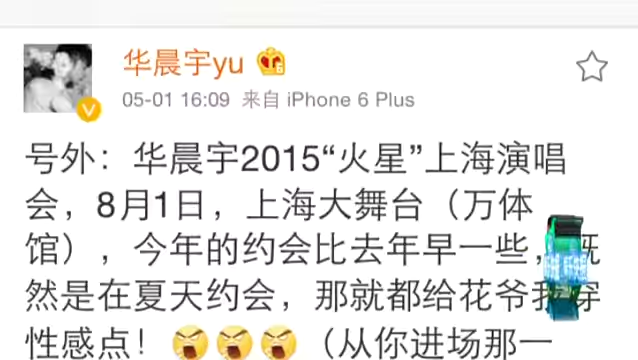 华晨宇yu
05-01 16:09 来自 iPhone 6 Plus
号外：华晨宇2015“火星”上海演唱
会，8月1日，上海大舞台（万体
馆），今年的约会比去年早一些，既
然是在夏天约会，那就都给花爷我穿
性感点！（从你进场那一